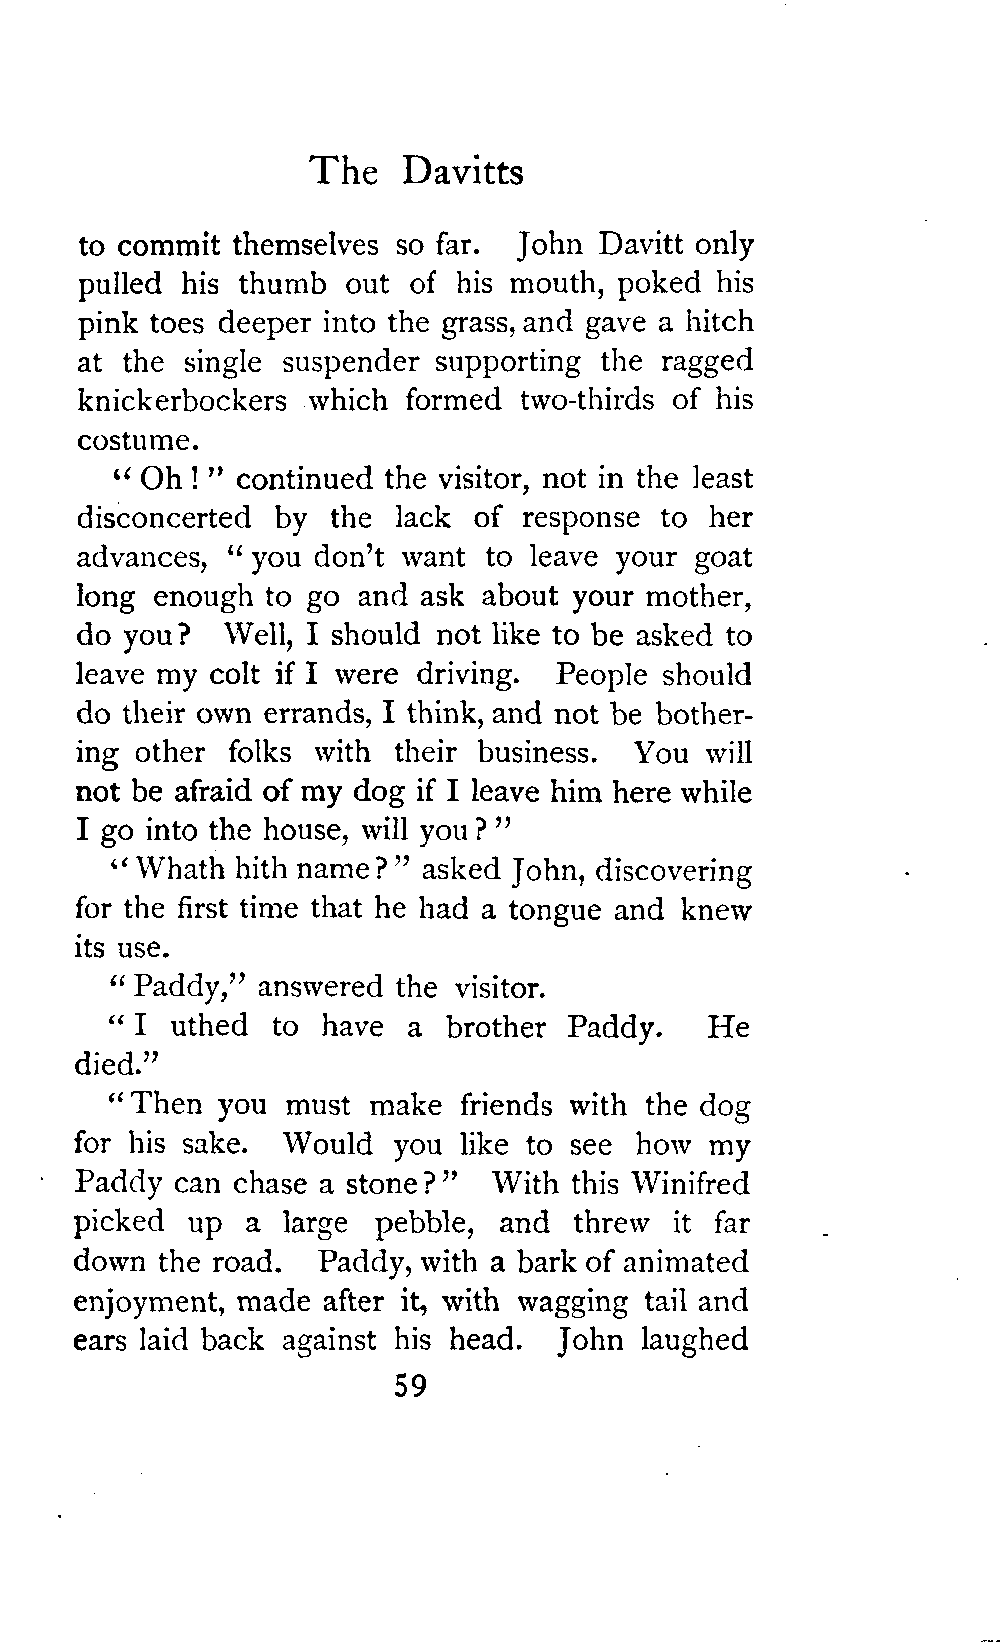 The Davitts
to commit themselves so far. John Davitt only
pulled his thumb out of his mouth, poked his
pink toes deeper into the grass, and gave a hitch
at the single suspender supporting the ragged
knickerbockers which formed two-thirds of his
costume.
"Oh!" continued the visitor, not in the least
disconcerted by the lack of response to her
advances, "you don't want to leave your goat
long enough to go and ask about your mother,
do you? Well, I should not like to be asked to
leave my colt if I were driving. People should
do their own errands, I think, and not be bother-
ing other folks with their business. You will
not be afraid of my dog if I leave him here while
I go into the house, will you?"
"Whath hith name?" asked John, discovering
for the first time that he had a tongue and knew
its use.
"Paddy," answered the visitor.
"I uthed to have a brother Paddy. He
died."
"Then you must make friends with the dog
for his sake. Would you like to see how my
Paddy can chase a stone?" With this Winifred
picked up a large pebble, and threw it far
down the road. Paddy, with a bark of animated
enjoyment, made after it, with wagging tail and
ears laid back against his head. John laughed
59